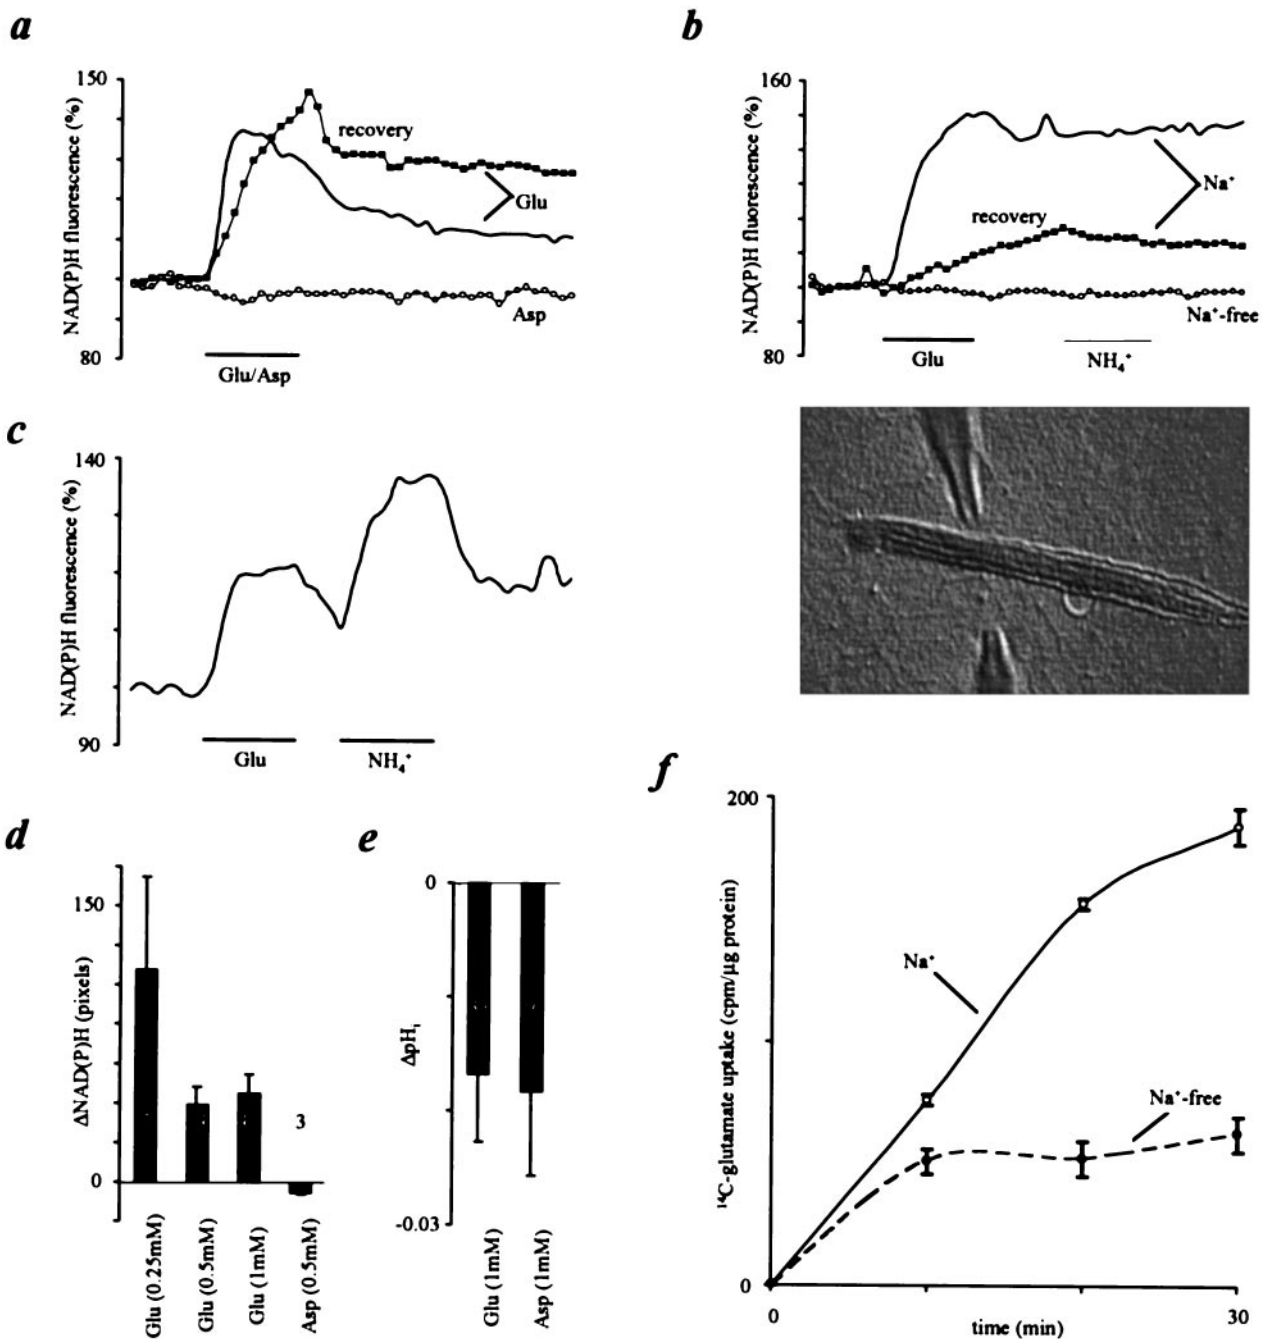 a
150
NAD(P)H fluorescence (%)
80
recovery
Glu
Asp
Glu/Asp
b
160
NAD(P)H fluorescence (%)
80
Na⁺
recovery
Na⁺-free
Glu
NH₄⁺
c
140
NAD(P)H fluorescence (%)
90
Glu
NH₄⁺
d
150
ΔNAD(P)H (pixels)
0
3
Glu (0.25mM)
Glu (0.5mM)
Glu (1mM)
Asp (0.5mM)
e
0
ΔpHᵢ
-0.03
Glu (1mM)
Asp (1mM)
f
200
¹⁴C-glutamate uptake (cpm/μg protein)
0
Na⁺
Na⁺-free
0
30
time (min)